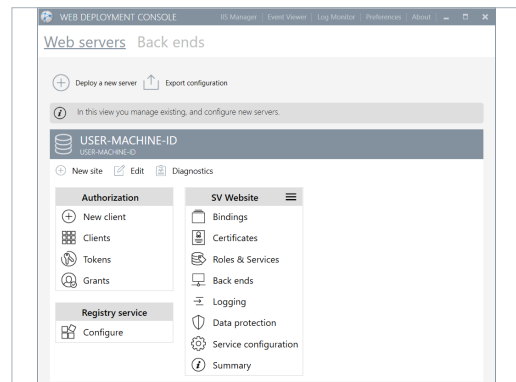 WEB DEPLOYMENT CONSOLE IIS Manager | Event Viewer | Log Monitor | Preferences | About
Web servers Back ends
Deploy a new server Export configuration
In this view you manage existing, and configure new servers.
USER-MACHINE-ID
USER-MACHINE-ID
New site Edit Diagnostics
Authorization
New client
Clients
Tokens
Grants
Registry service
Configure
SV Website
Bindings
Certificates
Roles & Services
Back ends
Logging
Data protection
Service configuration
Summary